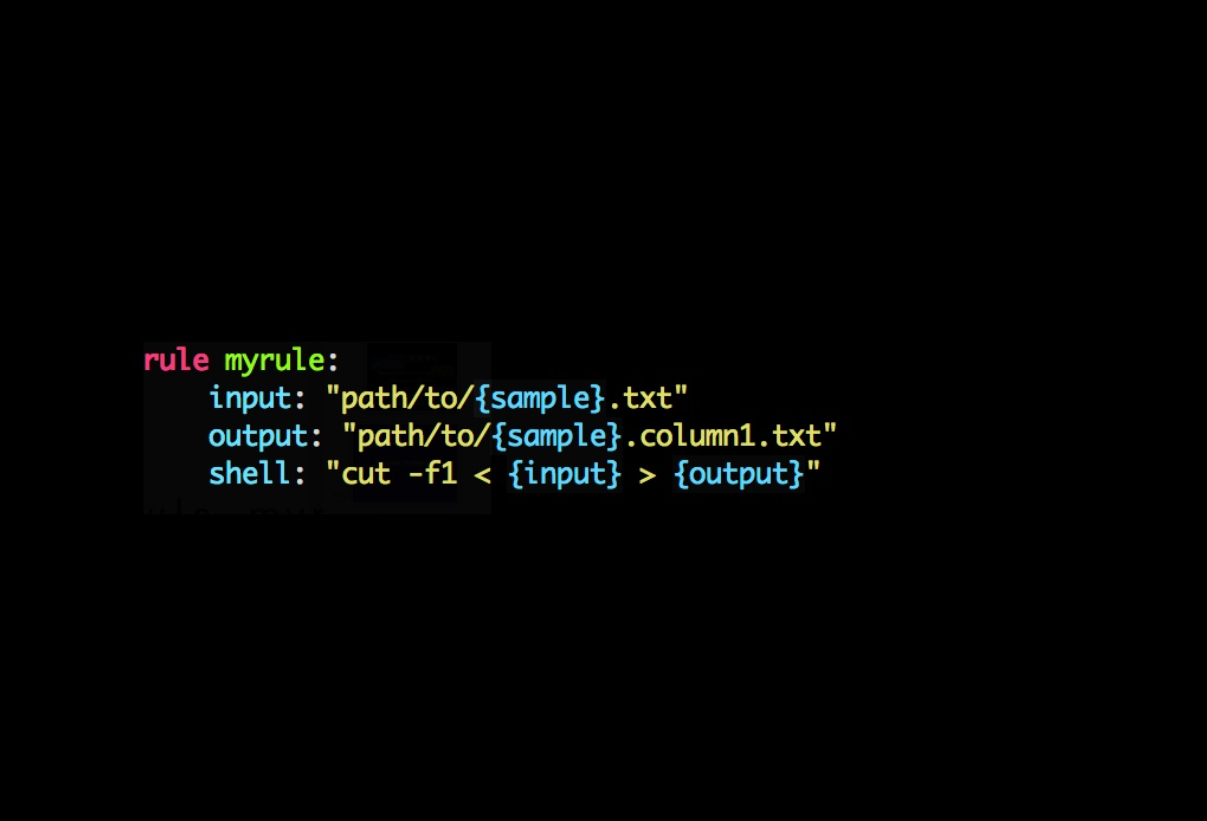 rule myrule:
    input: "path/to/{sample}.txt"
    output: "path/to/{sample}.column1.txt"
    shell: "cut -f1 < {input} > {output}"